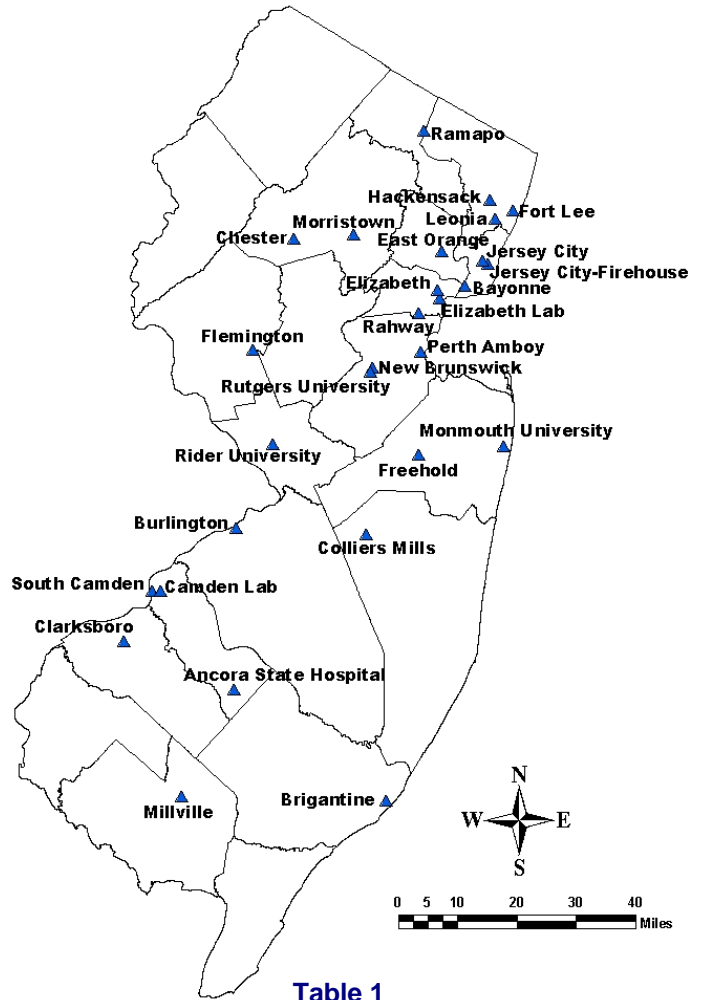 Ramapo
Hackensack
Fort Lee
Leonia
Morristown
Chester
East Orange
Jersey City
Jersey City-Firehouse
Elizabeth
Bayonne
Elizabeth Lab
Rahway
Flemington
Perth Amboy
New Brunswick
Rutgers University
Monmouth University
Rider University
Freehold
Burlington
Colliers Mills
South Camden
Camden Lab
Clarksboro
Ancora State Hospital
Millville
Brigantine
N
W E
S
0 5 10 20 30 40
Miles
Table 1